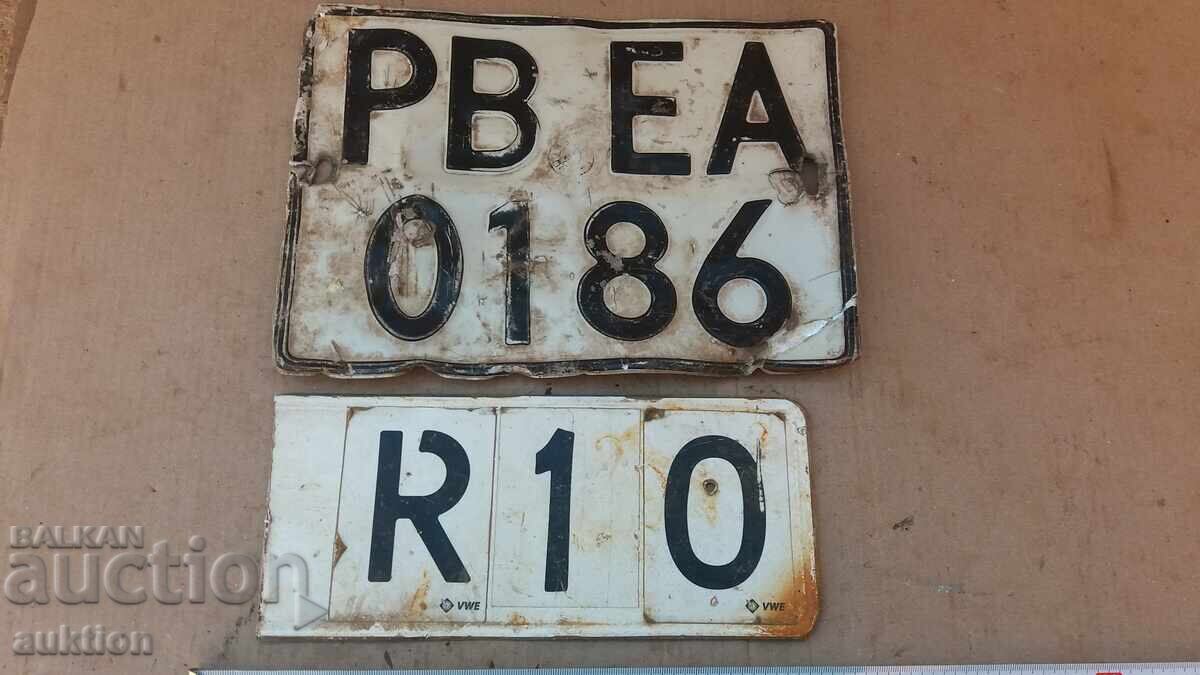 PB EA
0186
R10
VWE VWE
BALKAN
auction
auktion